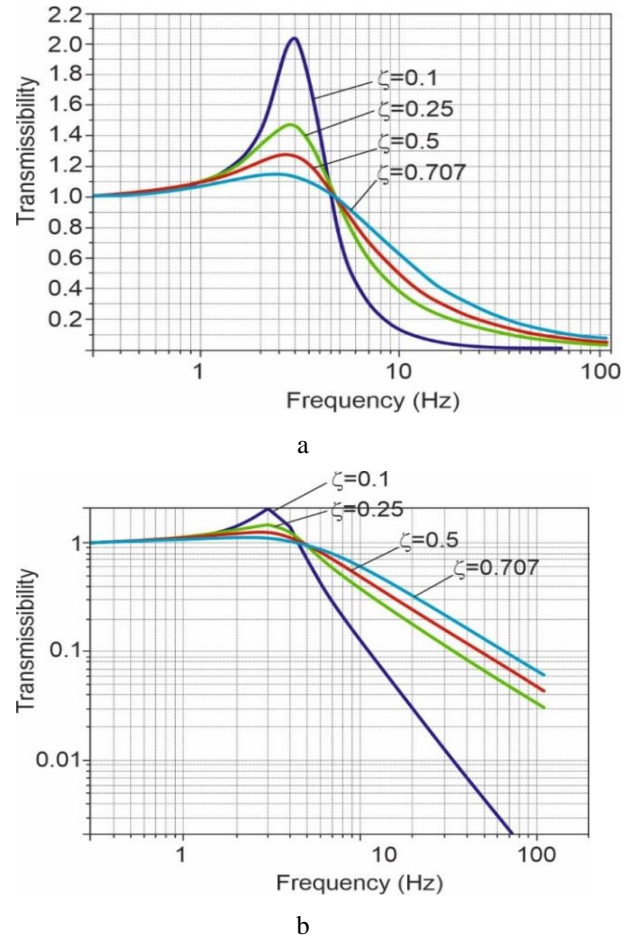 2.2
2.0
1.8
1.6
1.4
1.2
1.0
0.8
0.6
0.4
0.2
Transmissibility
ζ=0.1
ζ=0.25
ζ=0.5
ζ=0.707
1 10 100
Frequency (Hz)
a
1
0.1
0.01
Transmissibility
ζ=0.1
ζ=0.25
ζ=0.5
ζ=0.707
1 10 100
Frequency (Hz)
b